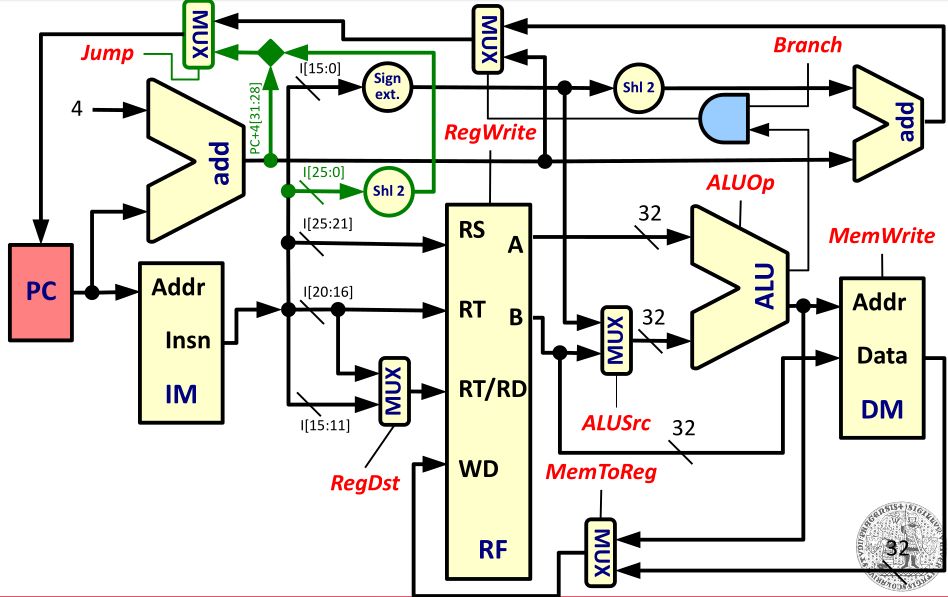 MUX
MUX
Jump
I[15:0]
Sign
ext.
Shl 2
Branch
4
add
PC+4[31:28]
RegWrite
add
I[25:0]
Shl 2
ALUOp
I[25:21]
RS
A
32
MemWrite
PC
Addr
Insn
IM
I[20:16]
RT
B
MUX
32
ALU
Addr
Data
DM
MUX
RT/RD
I[15:11]
ALUSrc
32
RegDst
WD
MemToReg
RF
MUX
32